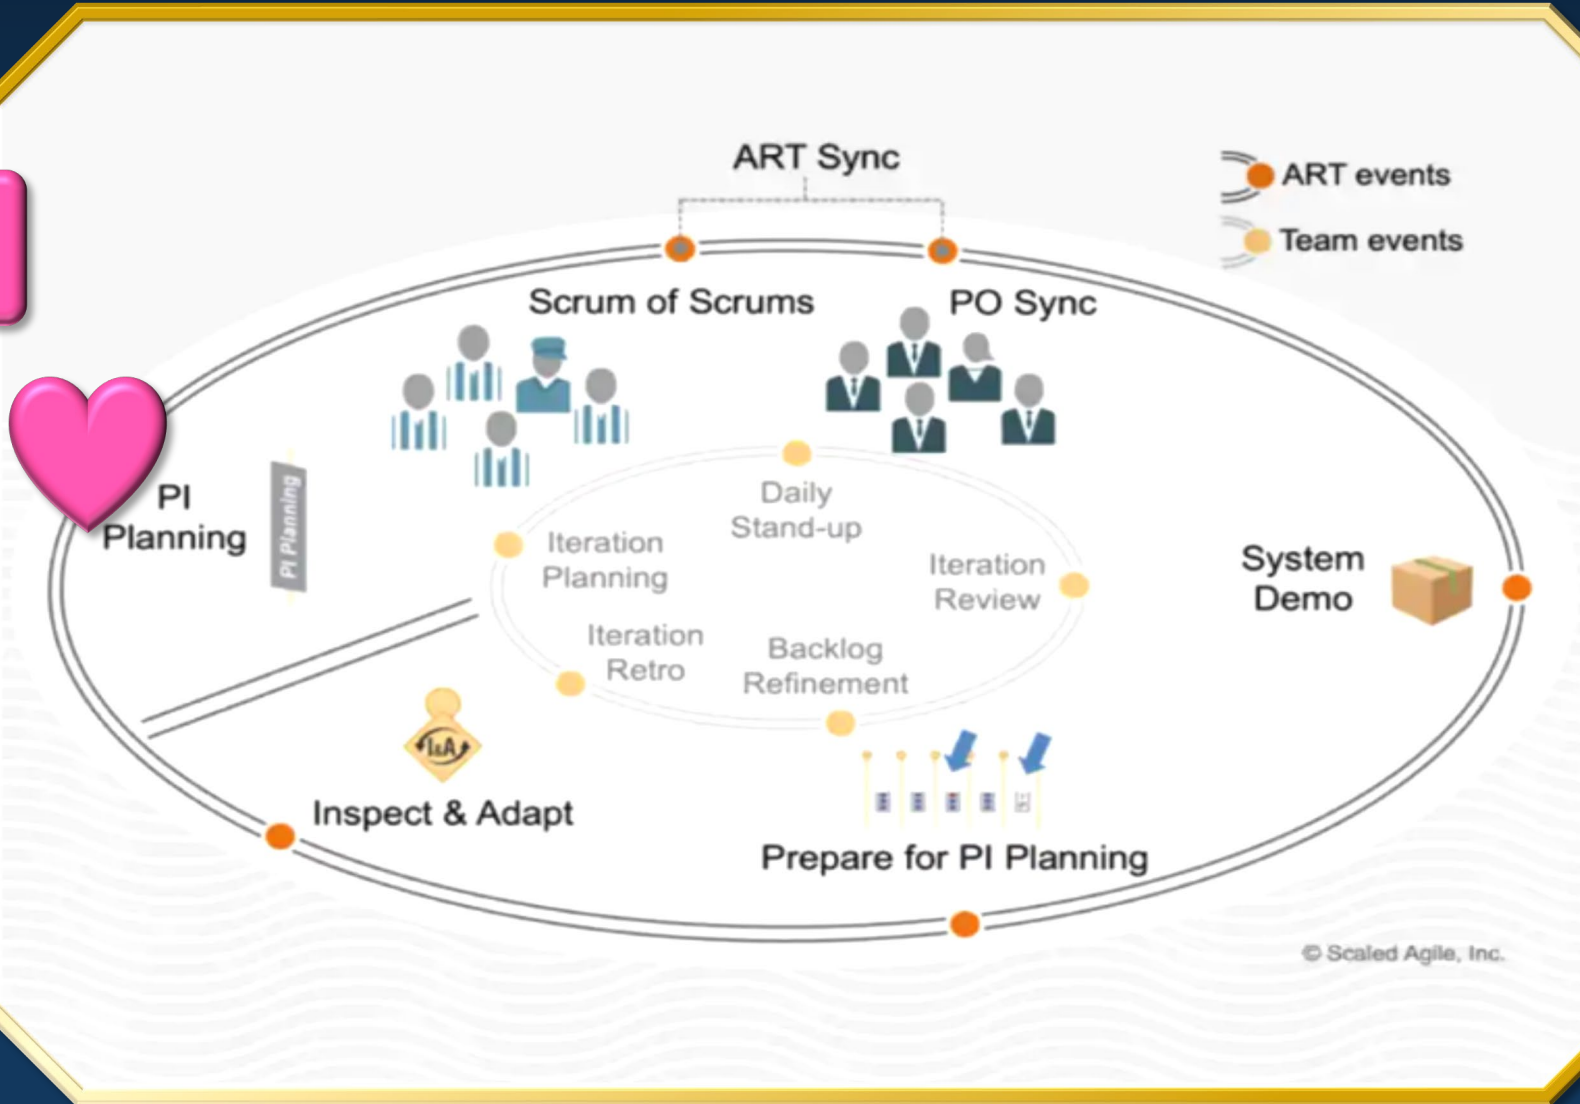 ART Sync
ART events
Team events
Scrum of Scrums
PO Sync
PI
Planning
PI Planning
Daily
Stand-up
Iteration
Planning
Iteration
Review
System
Demo
Iteration
Retro
Backlog
Refinement
I&A
Inspect & Adapt
Prepare for PI Planning
© Scaled Agile, Inc.